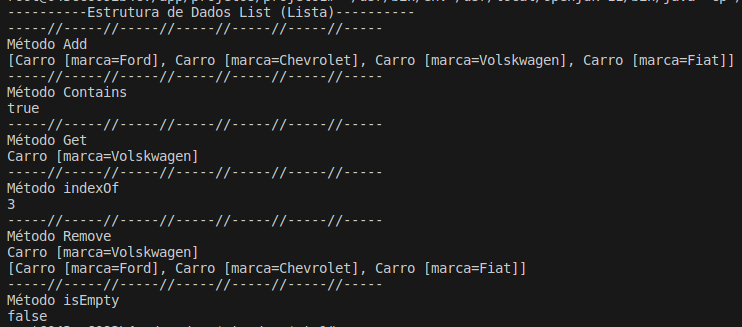 ----------Estrutura de Dados List (Lista)----------
-----//-----//-----//-----//-----//-----//-----
Método Add
[Carro [marca=Ford], Carro [marca=Chevrolet], Carro [marca=Volskwagen], Carro [marca=Fiat]]
-----//-----//-----//-----//-----//-----//-----
Método Contains
true
-----//-----//-----//-----//-----//-----//-----
Método Get
Carro [marca=Volskwagen]
-----//-----//-----//-----//-----//-----//-----
Método indexOf
3
-----//-----//-----//-----//-----//-----//-----
Método Remove
Carro [marca=Volskwagen]
[Carro [marca=Ford], Carro [marca=Chevrolet], Carro [marca=Fiat]]
-----//-----//-----//-----//-----//-----//-----
Método isEmpty
false